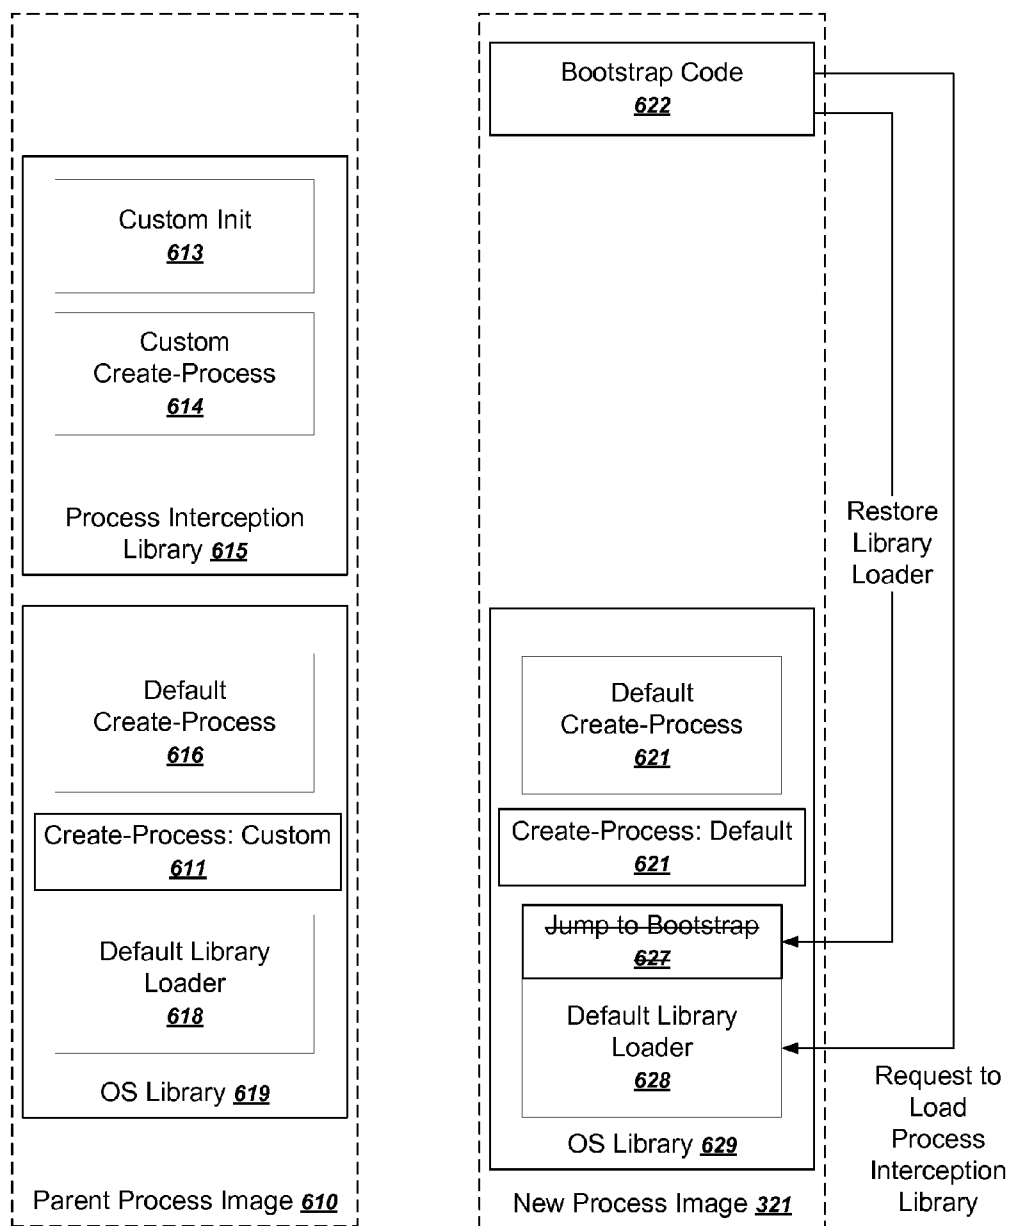 Custom Init
613
Custom
Create-Process
614
Process Interception
Library 615
Default
Create-Process
616
Create-Process: Custom
611
Default Library
Loader
618
OS Library 619
Parent Process Image 610
Bootstrap Code
622
Default
Create-Process
621
Create-Process: Default
621
Jump to Bootstrap
627
Default Library
Loader
628
OS Library 629
New Process Image 321
Restore
Library
Loader
Request to
Load
Process
Interception
Library